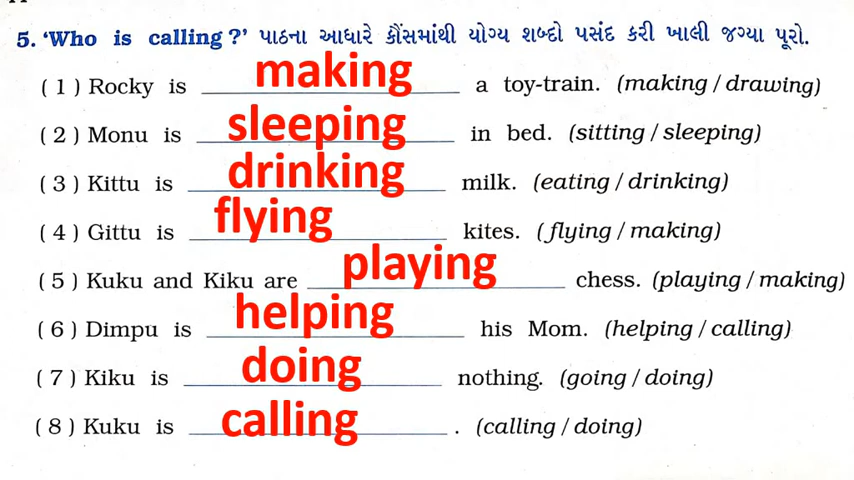 5. 'Who is calling ?' પાઠના આધારે કૌંસમાંથી યોગ્ય શબ્દો પસંદ કરી ખાલી જગ્યા પૂરો.
( 1 ) Rocky is making a toy-train. (making / drawing)
( 2 ) Monu is sleeping in bed. (sitting / sleeping)
( 3 ) Kittu is drinking milk. (eating / drinking)
( 4 ) Gittu is flying kites. ( flying / making)
( 5 ) Kuku and Kiku are playing chess. (playing / making)
( 6 ) Dimpu is helping his Mom. (helping / calling)
( 7 ) Kiku is doing nothing. (going / doing)
( 8 ) Kuku is calling . (calling / doing)